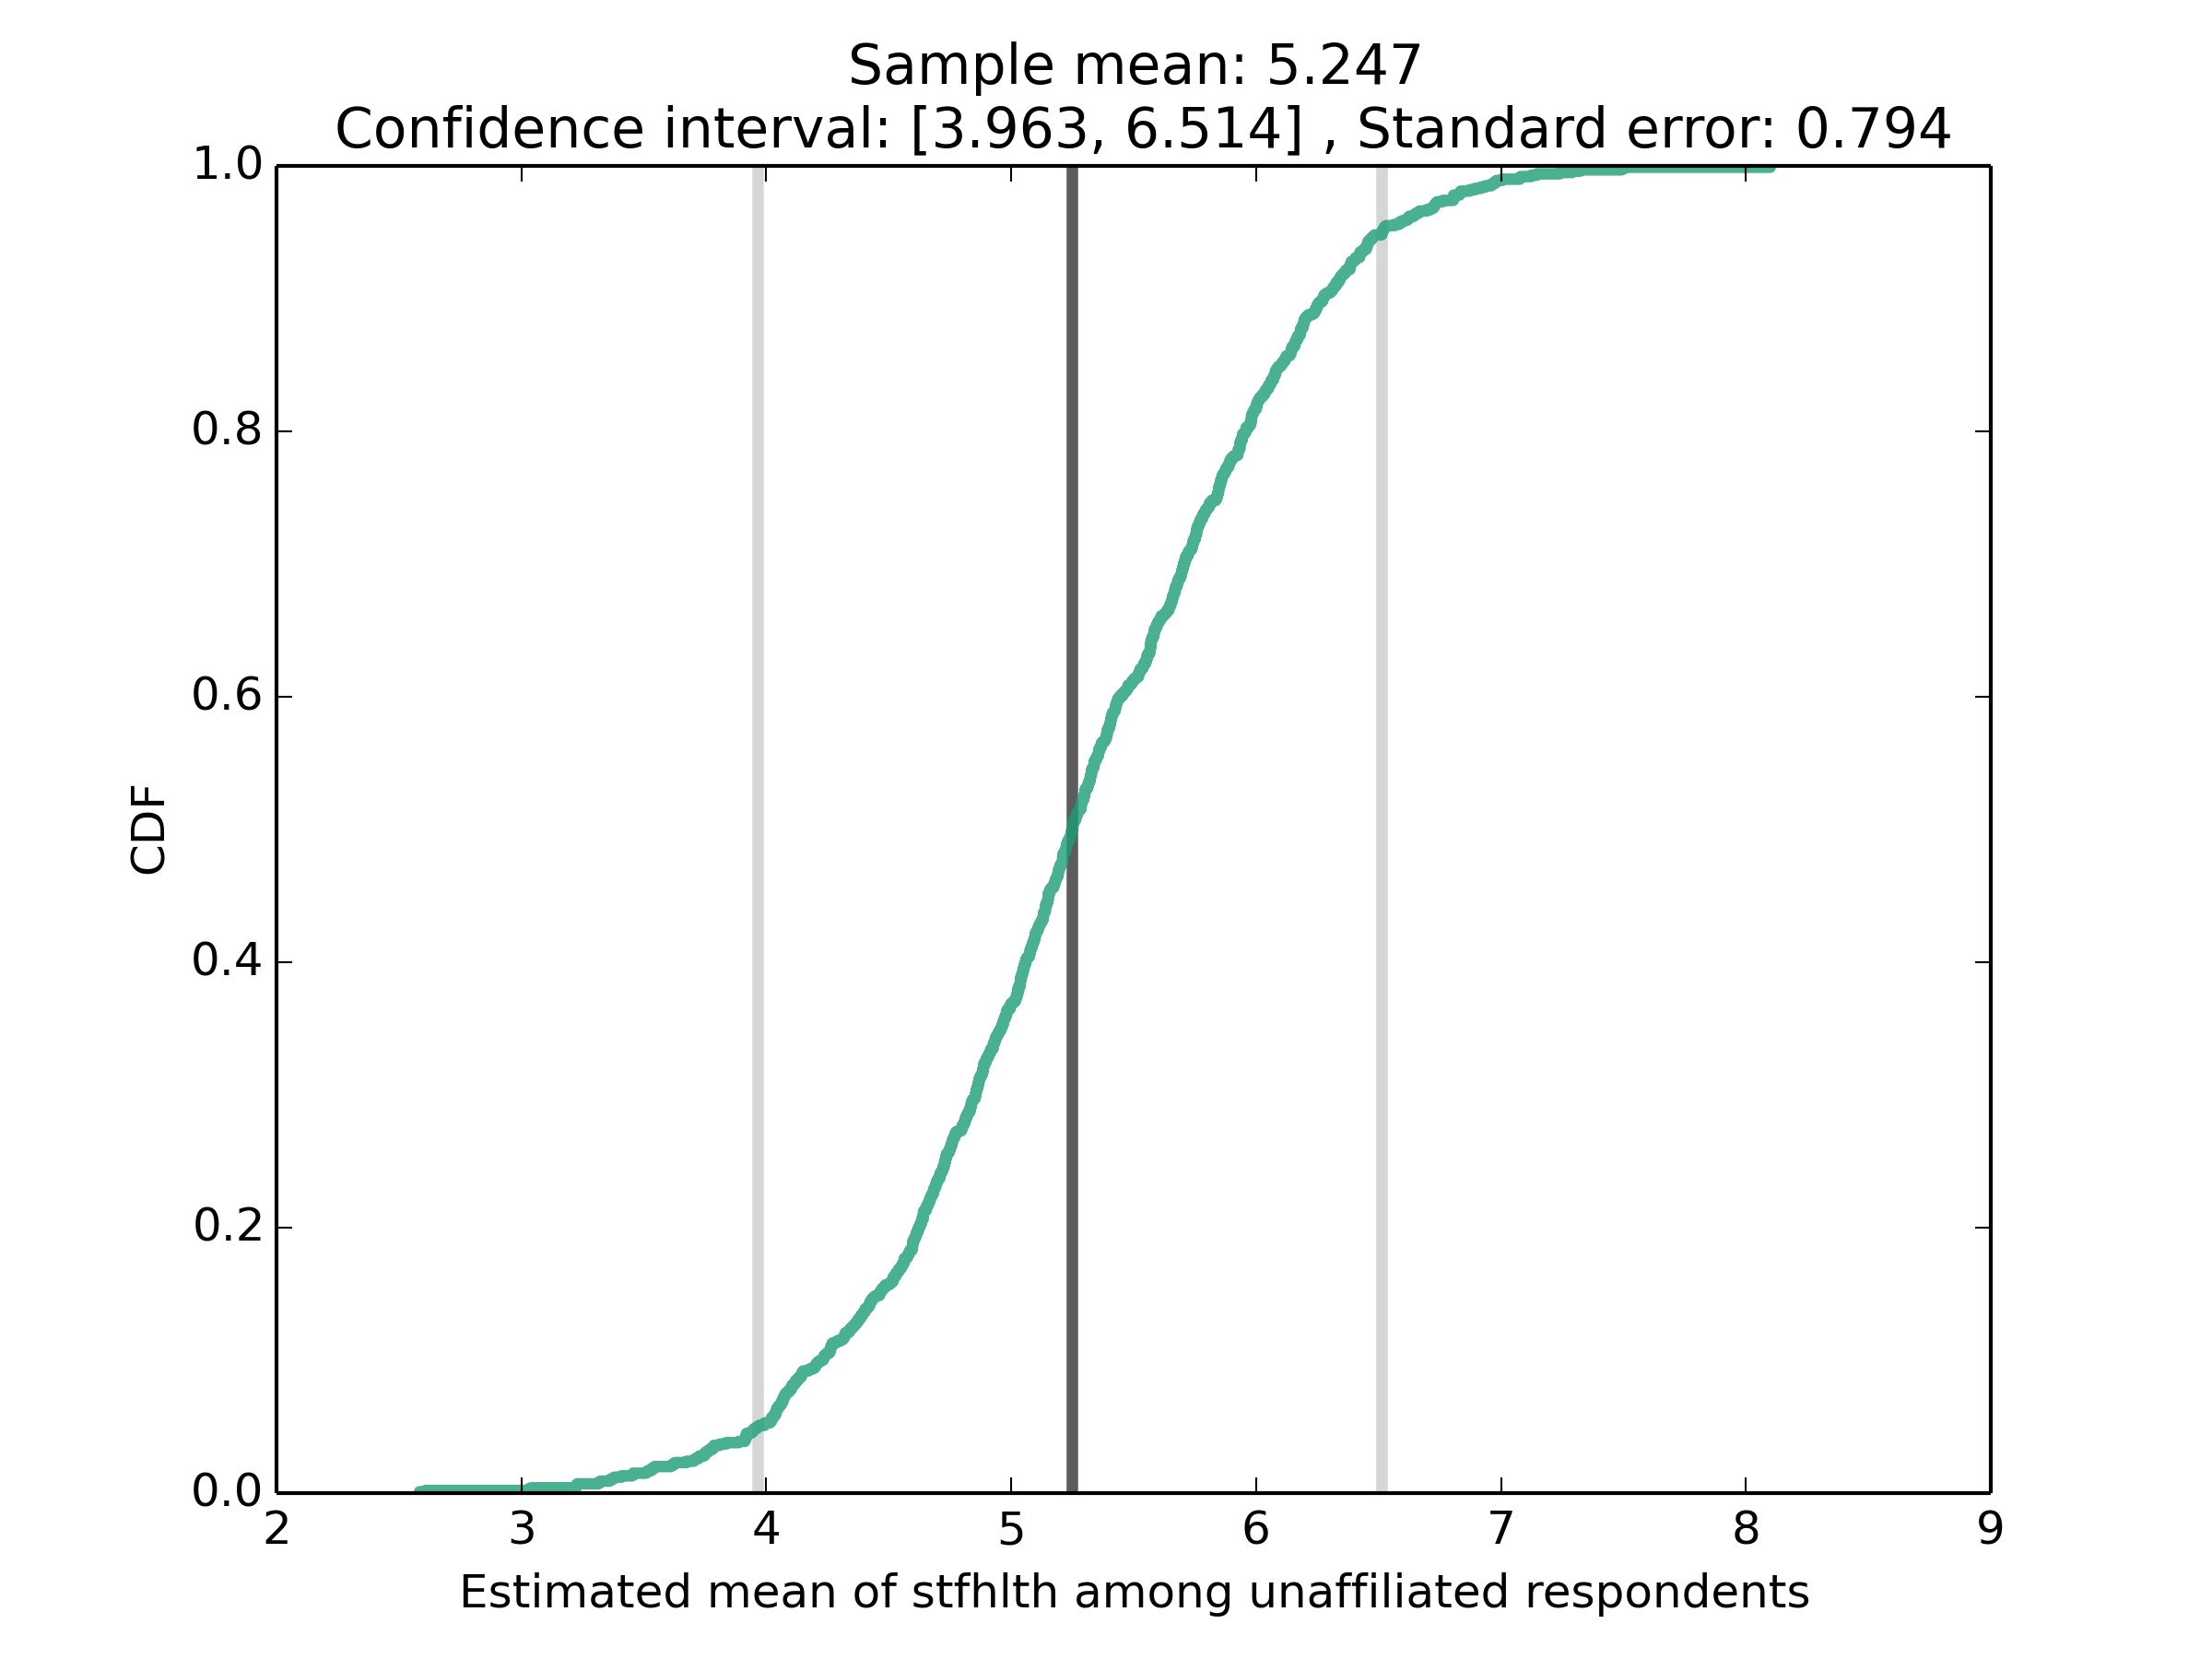 Sample mean: 5.247
Confidence interval: [3.963, 6.514] , Standard error: 0.794
1.0
0.8
0.6
0.4
0.2
0.0
CDF
2 3 4 5 6 7 8 9
Estimated mean of stfhlth among unaffiliated respondents